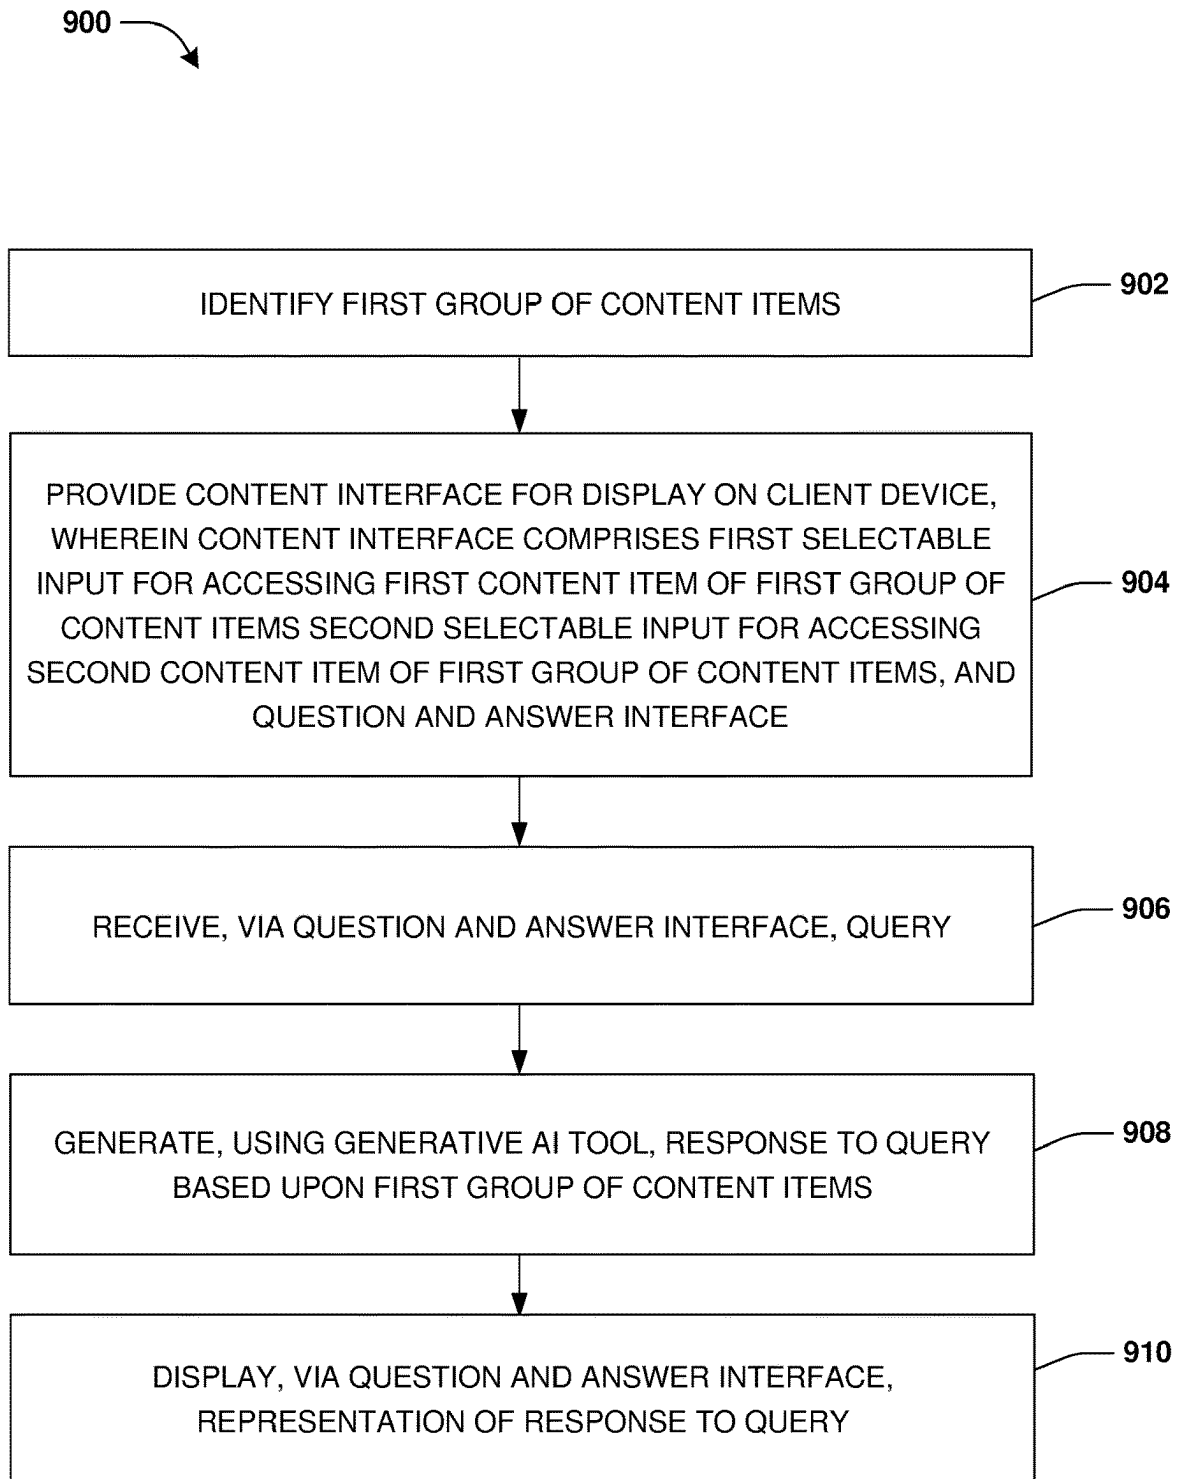 900
IDENTIFY FIRST GROUP OF CONTENT ITEMS
902
PROVIDE CONTENT INTERFACE FOR DISPLAY ON CLIENT DEVICE,
WHEREIN CONTENT INTERFACE COMPRISES FIRST SELECTABLE
INPUT FOR ACCESSING FIRST CONTENT ITEM OF FIRST GROUP OF
CONTENT ITEMS SECOND SELECTABLE INPUT FOR ACCESSING
SECOND CONTENT ITEM OF FIRST GROUP OF CONTENT ITEMS, AND
QUESTION AND ANSWER INTERFACE
904
RECEIVE, VIA QUESTION AND ANSWER INTERFACE, QUERY
906
GENERATE, USING GENERATIVE AI TOOL, RESPONSE TO QUERY
BASED UPON FIRST GROUP OF CONTENT ITEMS
908
DISPLAY, VIA QUESTION AND ANSWER INTERFACE,
REPRESENTATION OF RESPONSE TO QUERY
910